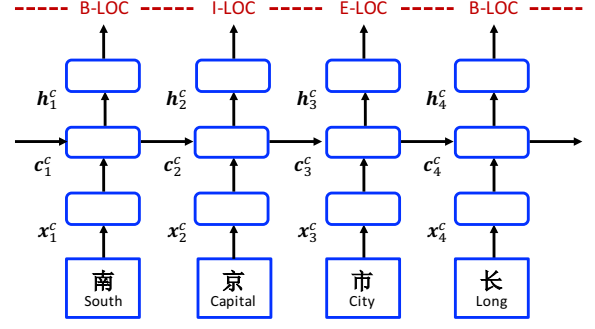 B-LOC I-LOC E-LOC B-LOC
h₁ᶜ h₂ᶜ h₃ᶜ h₄ᶜ
c₁ᶜ c₂ᶜ c₃ᶜ c₄ᶜ
x₁ᶜ x₂ᶜ x₃ᶜ x₄ᶜ
南 京 市 长
South Capital City Long